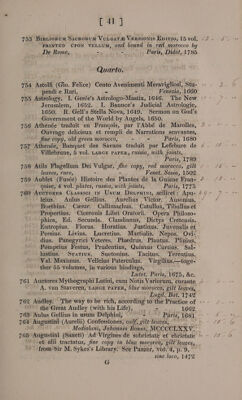 [ 41 ]
753 BIBLIORUM SACRORUM VULGATÆ VERSIONIS EDITIO, 15 vol.
PRINTED UPON VELLUM, and bound in red morocco by
De Rome, Paris, Didot, 1785
Quarto.
754 Astolfi (Gio. Felice) Cento Avenimenti Meravigliosi, Stu-
pendi e Rari, Venezia, 1660
755 Astrology, I. Geale's Astrologo-Mastix, 1646. The New
Jerusalem, 1652. I. Bannce's Judicial Astrologie,
1650. S. Gell's Stella Nova, 1649. Sermon on God's
Government of the World by Angels, 1650.
756 Athenée traduit en François, par l'Abbé de Marolles,
Ouvrage delicieux et rempli de Narrations scavantes,
fine copy, old green morocco, Paris, 1680
757 Athenée, Banquet des Savans traduit par Lefebure de
Villebrune, 5 vol. LARGE PAPER, russia, with joints,
Paris, 1789
758 Atila Flagellum Dei Vulgar, fine copy, red morocco, gilt
leaves, rare) Venet. Sessa, 1502
759 Aublet (Fusée) Histoire des Plantes de la Guiane Fran-
çoise, 4 vol. plates, russia, with joints, Paris, 1775
760 AUCTORES CLASSICI IN USUM DELPHINI, scilicet: Apu-
leius. Aulus Gellius. Aurelius Victor. Ausonius.
Boethius. Cæsar. Callimachus. Catullus, Tibullus et
Propertius. Ciceronis Libri Oratorii. Opera Philoso-
phica, Ed. Secunda. Claudianus, Dictys Cretensis.
Eutropius. Florus. Horatius. Justinus. Juvenalis et
Persius. Livius. Lucretius. Martialis. Nepos. Ovi-
dius. Panegyrici Veteres. Phædrus. Plautus. Plinius.
Pompeius Festus. Prudentius, Quintus Curtius. Sal-
lustius. STATIUS, Suetonius. Tacitus. Terentius.
Val. Maximus. Velleius Paterculus. Virgilius.—toge-
ther 55 volumes, in various bindings,
Lutet. Paris, 1675, &c.
761 Auctores Mythographi Latini, cum Notis Variorum, curante
A. van Staveren, LARGE PAPER, blue morocco, gilt leaves,
Lugd. Bat. 1742
762 Audley. The way to be rich, according to the Practice of
the Great Audley (with his Life), 1662
763 Aulus Gellius in usum Delphini, Paris, 1681
764 Augustini (Aurelii) Confessiones, calf, gilt leaves,
Mediolani, Johannes Bonus, MCCCCLXXV.
765 Augustini (Sancti) Ad Virgines de sobrietate et christiate
et alii tractatus, fine copy in red morocco, gilt leaves,
from Sir M. Sykes's Library. See Panzer, vol. 4, p. 9.
sine loco, 1472
G